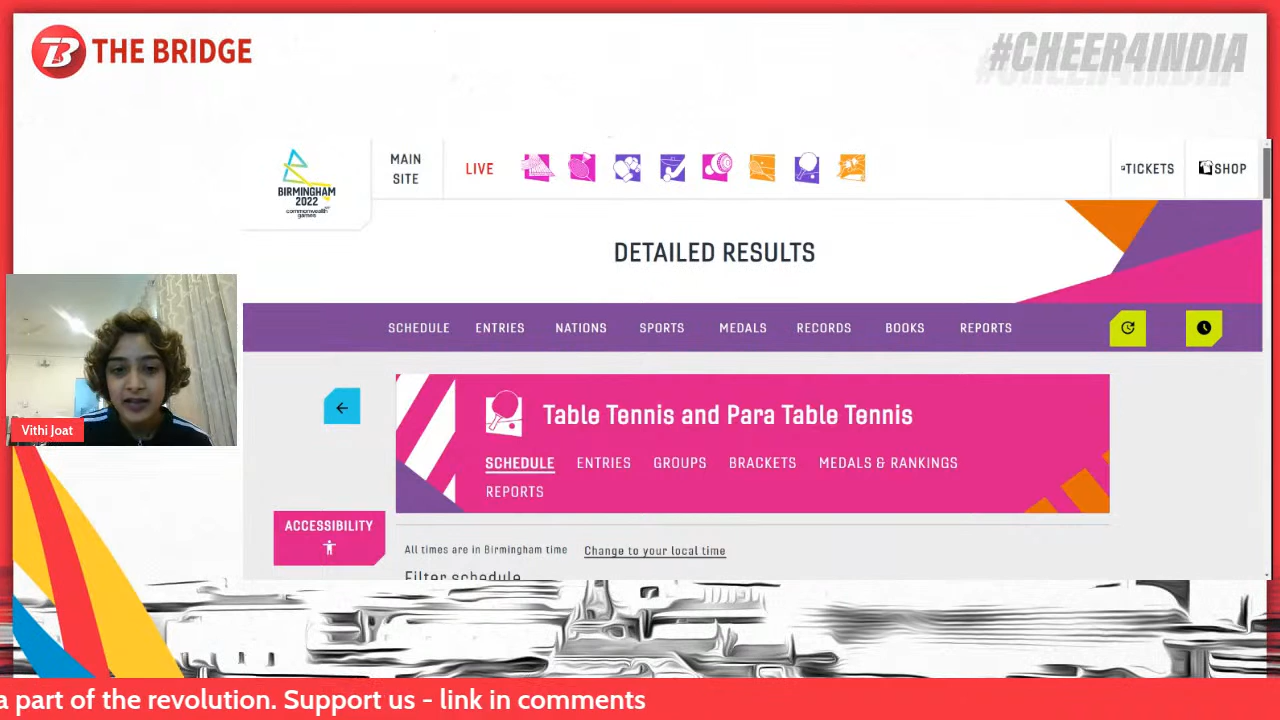 THE BRIDGE
#CHEER4INDIA
MAIN
SITE
LIVE
TICKETS
SHOP
BIRMINGHAM
2022
commonwealth
games
DETAILED RESULTS
SCHEDULE ENTRIES NATIONS SPORTS MEDALS RECORDS BOOKS REPORTS
Table Tennis and Para Table Tennis
SCHEDULE ENTRIES GROUPS BRACKETS MEDALS & RANKINGS
REPORTS
Vithi Joat
ACCESSIBILITY
All times are in Birmingham time Change to your local time
Filter schedule
a part of the revolution. Support us - link in comments